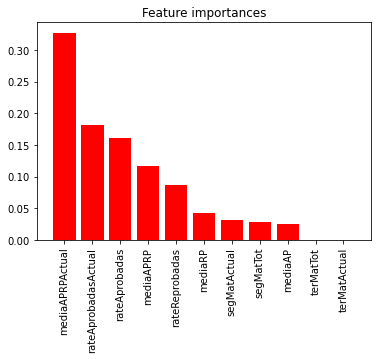 Feature importances
0.30
0.25
0.20
0.15
0.10
0.05
0.00
mediaAPRPActual
rateAprobadasActual
rateAprobadas
mediaAPRP
rateReprobadas
mediaRP
segMatActual
segMatTot
mediaAP
terMatTot
terMatActual